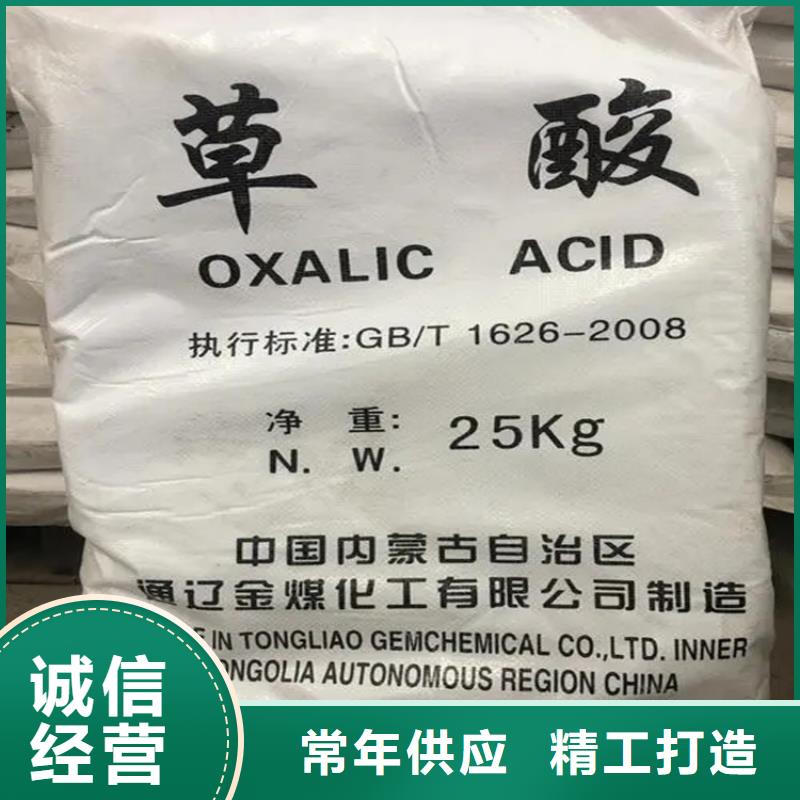 草 酸
OXALIC ACID
执行标准:GB/T 1626-2008
净 重: 25Kg
N. W.
中国内蒙古自治区
通辽金煤化工有限公司制造
IN TONGLIAO GEMCHEMICAL CO.,LTD. INNER
AUTONOMOUS REGION CHINA
诚信
经营
常年供应 精工打造